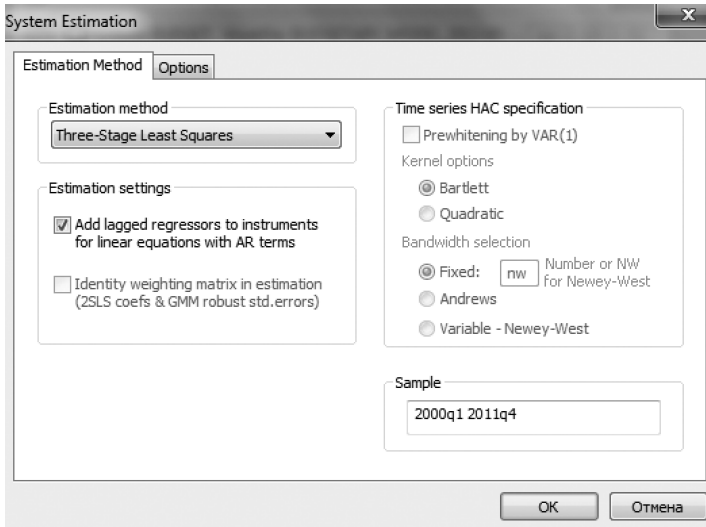 System Estimation
x
Estimation Method
Options
Estimation method
Three-Stage Least Squares
Estimation settings
Add lagged regressors to instruments
for linear equations with AR terms
Identity weighting matrix in estimation
(2SLS coefs & GMM robust std.errors)
Time series HAC specification
Prewhitening by VAR(1)
Kernel options
Bartlett
Quadratic
Bandwidth selection
Fixed:
nw
Number or NW
for Newey-West
Andrews
Variable - Newey-West
Sample
2000q1 2011q4
OK
Отмена